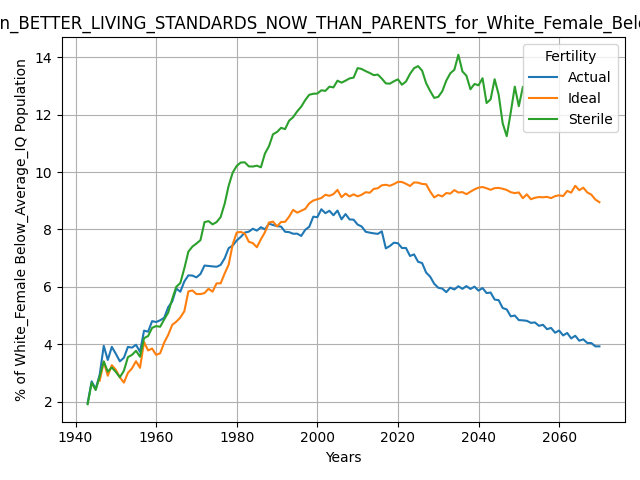 n_BETTER_LIVING_STANDARDS_NOW_THAN_PARENTS_for_White_Female_Belo
14
12
10
8
6
4
2
% of White_Female Below_Average_IQ Population
Fertility
Actual
Ideal
Sterile
1940 1960 1980 2000 2020 2040 2060
Years